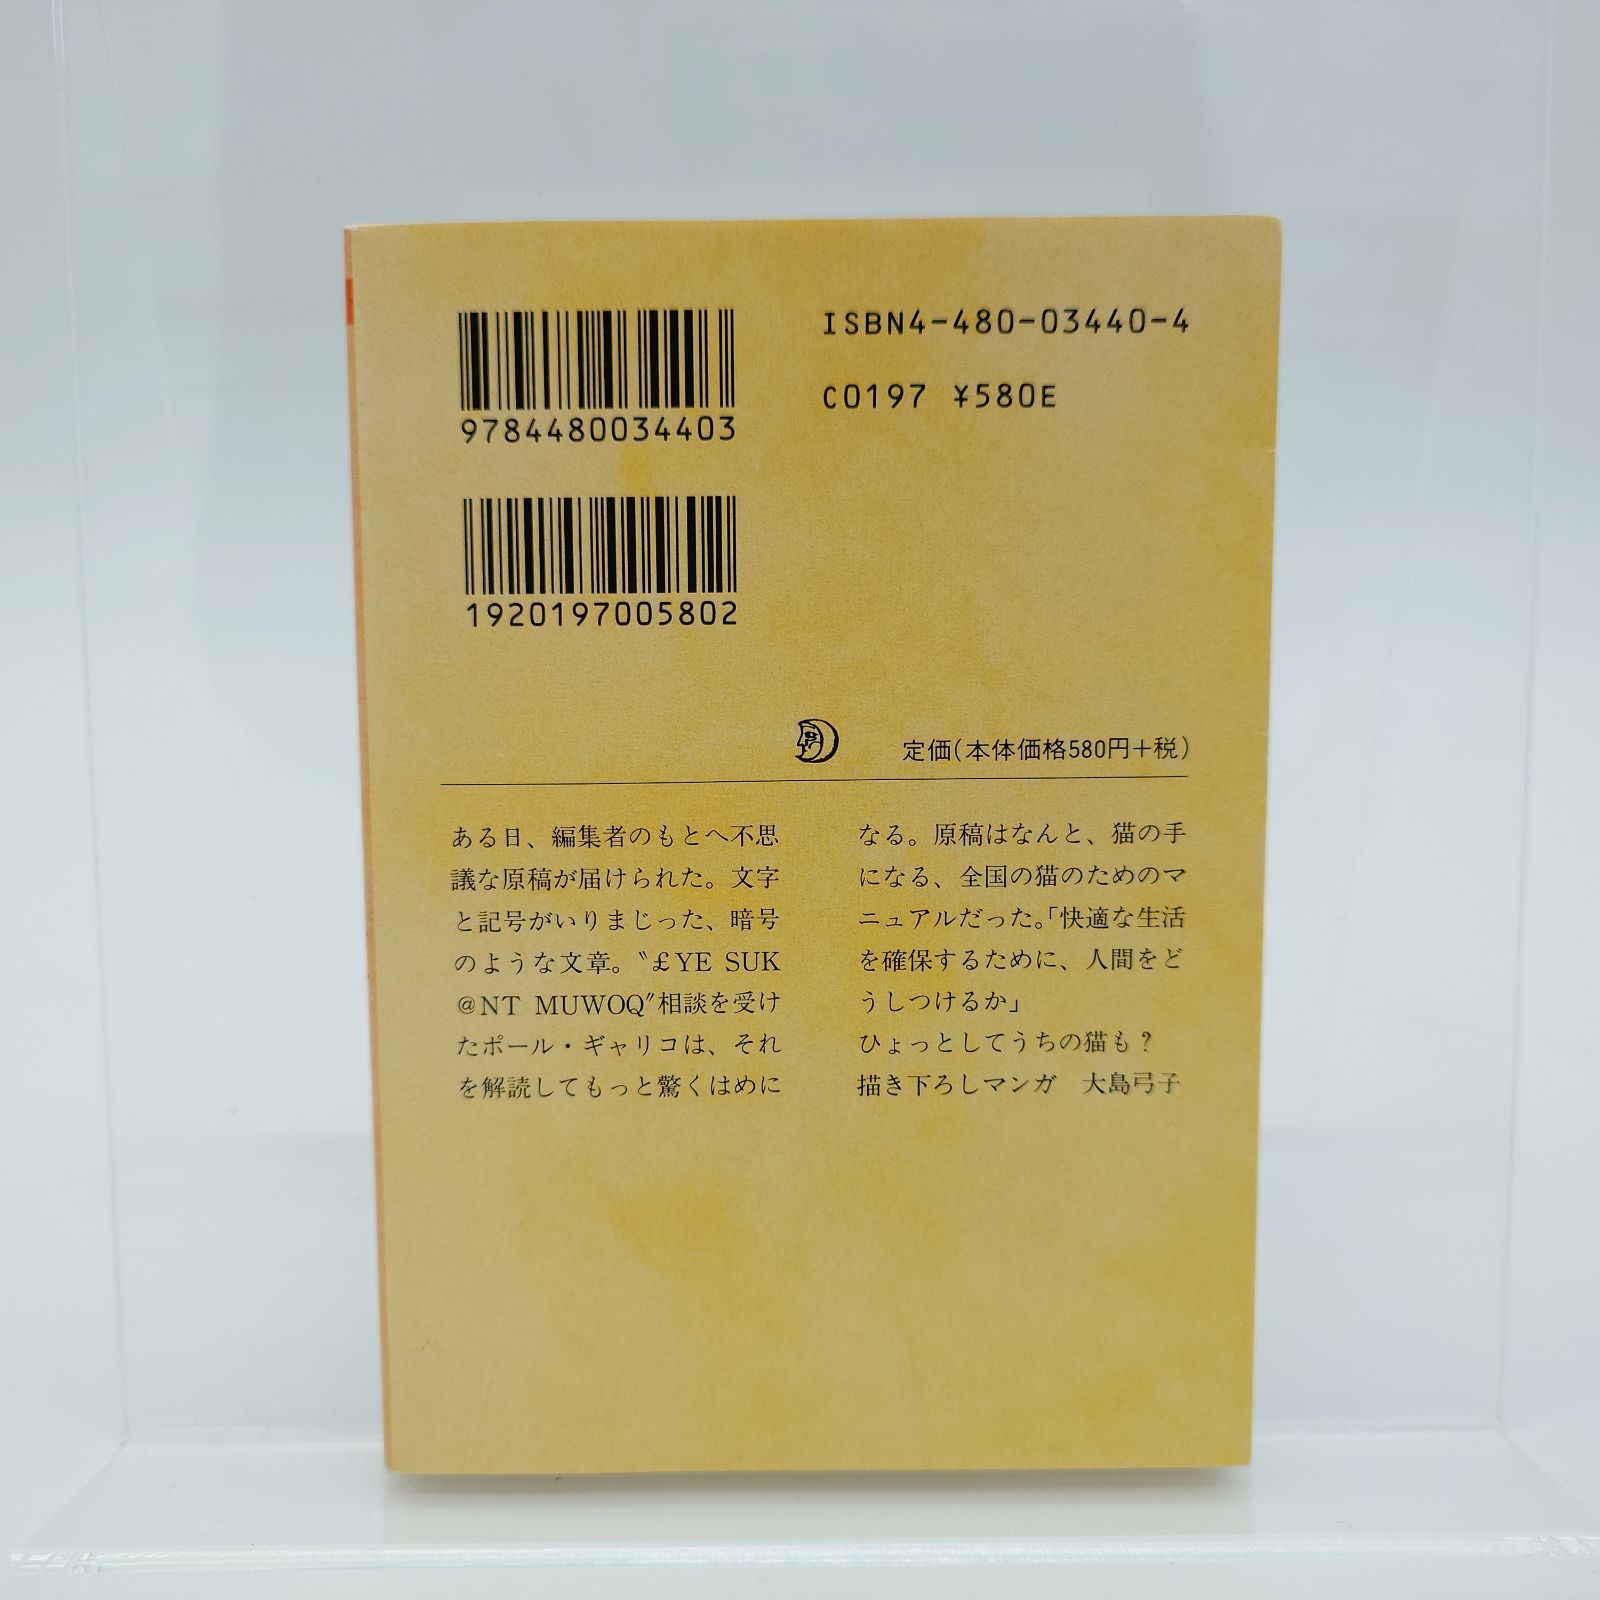 9784480034403
ISBN4-480-03440-4
C0197 ¥580E
1920197005802
定価(本体価格580円+税)
ある日、編集者のもとへ不思
議な原稿が届けられた。文字
と記号がいりまじった、暗号
のような文章。〝£YE SUK
@NT MUWOQ〟相談を受け
たポール・ギャリコは、それ
を解読してもっと驚くはめに
なる。原稿はなんと、猫の手
になる、全国の猫のためのマ
ニュアルだった。「快適な生活
を確保するために、人間をど
うしつけるか」
ひょっとしてうちの猫も?
描き下ろしマンガ 大島弓子